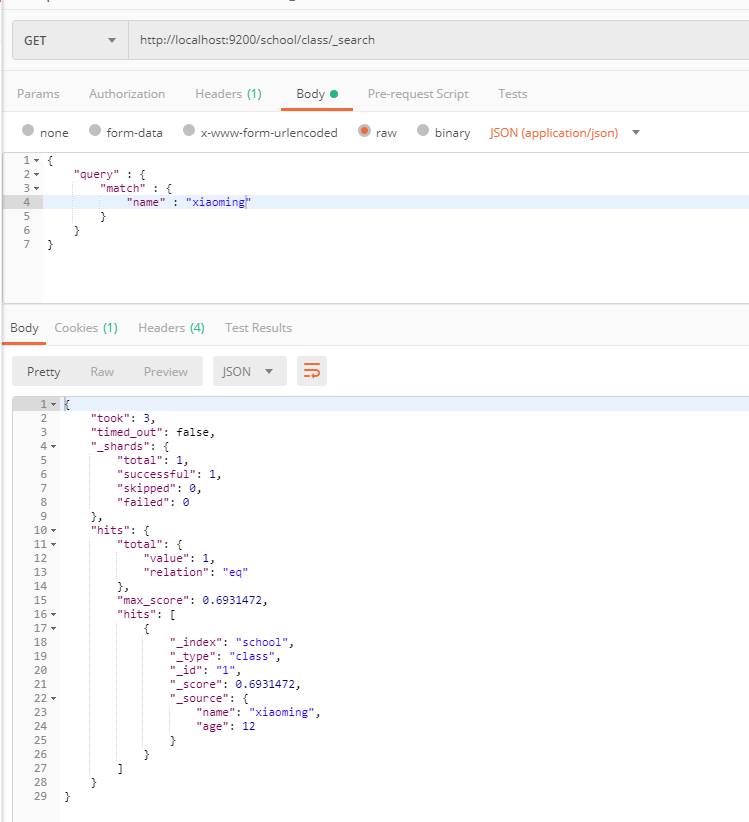 GET http://localhost:9200/school/class/_search
Params Authorization Headers (1) Body Pre-request Script Tests
none form-data x-www-form-urlencoded raw binary JSON (application/json)
1 {
2 "query" : {
3 "match" : {
4 "name" : "xiaoming"
5 }
6 }
7 }
Body Cookies (1) Headers (4) Test Results
Pretty Raw Preview JSON
1 {
2 "took": 3,
3 "timed_out": false,
4 "_shards": {
5 "total": 1,
6 "successful": 1,
7 "skipped": 0,
8 "failed": 0
9 },
10 "hits": {
11 "total": {
12 "value": 1,
13 "relation": "eq"
14 },
15 "max_score": 0.6931472,
16 "hits": [
17 {
18 "_index": "school",
19 "_type": "class",
20 "_id": "1",
21 "_score": 0.6931472,
22 "_source": {
23 "name": "xiaoming",
24 "age": 12
25 }
26 }
27 ]
28 }
29 }